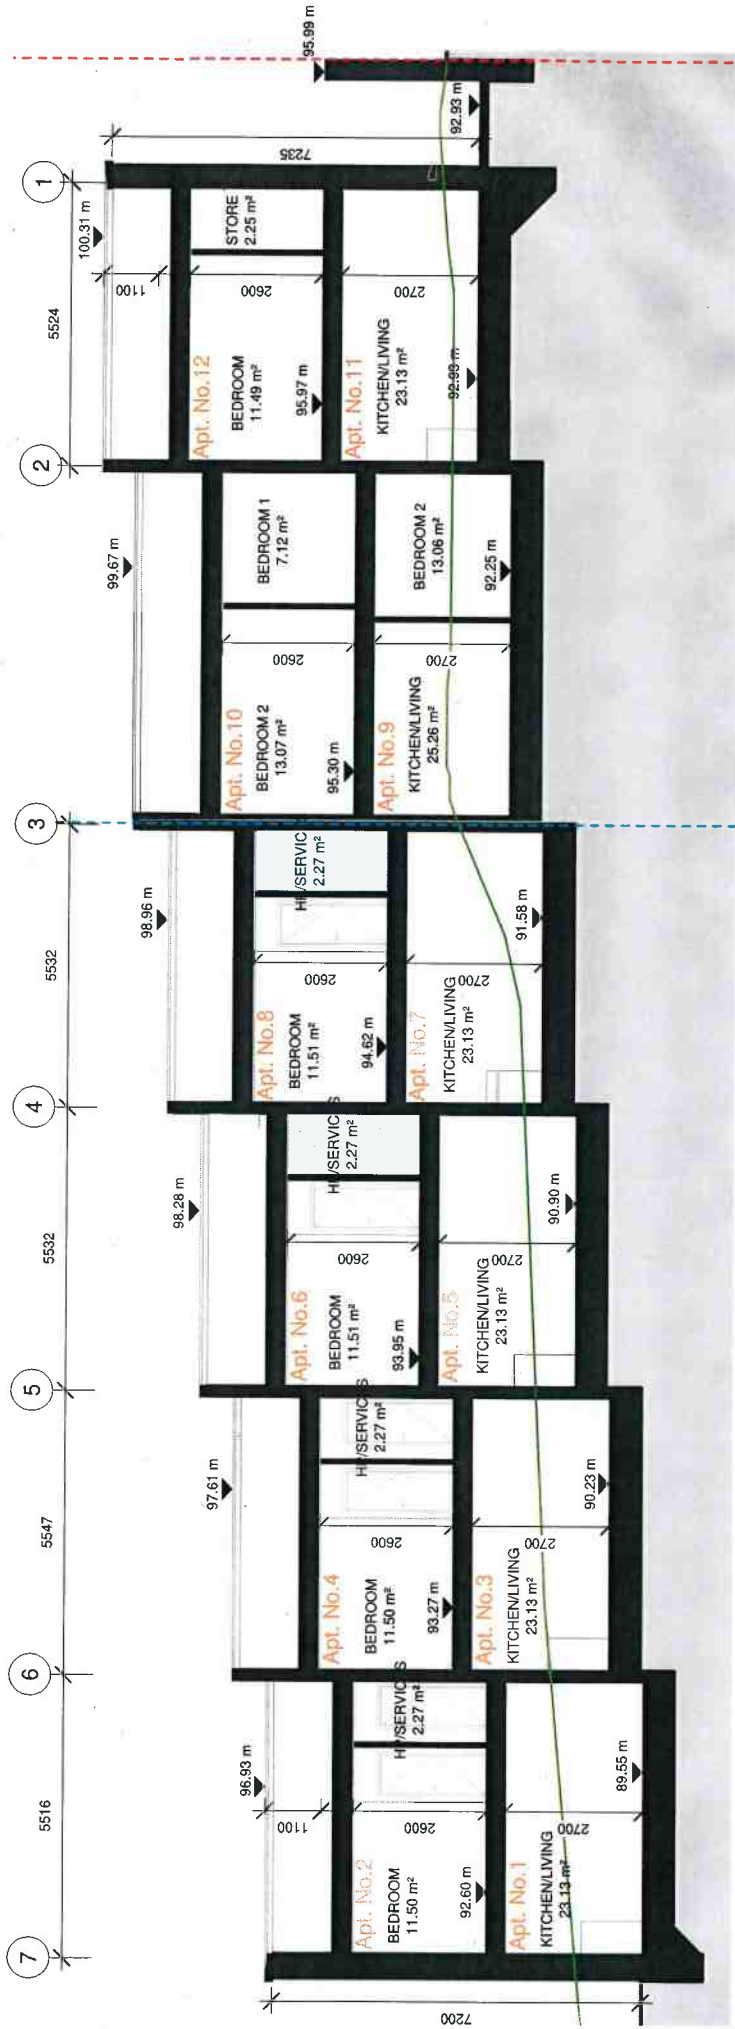 1
2
3
4
5
6
7
5524
5532
5532
5547
5516
95.99 m
92.93 m
7235
100.31 m
1100
STORE
2.25 m²
2600
Apt. No.12
BEDROOM
11.49 m²
95.97 m
2700
Apt. No.11
KITCHEN/LIVING
23.13 m²
92.93 m
99.67 m
BEDROOM 1
7.12 m²
2600
Apt. No.10
BEDROOM 2
13.07 m²
95.30 m
BEDROOM 2
13.06 m²
92.25 m
2700
Apt. No.9
KITCHEN/LIVING
25.26 m²
98.96 m
HP/SERVIC
2.27 m²
2600
Apt. No.8
BEDROOM
11.51 m²
94.62 m
91.58 m
2700
Apt. No.7
KITCHEN/LIVING
23.13 m²
98.28 m
2.27 m²
2600
Apt. No.6
BEDROOM
11.51 m²
93.95 m
90.90 m
2700
Apt. No.5
KITCHEN/LIVING
23.13 m²
97.61 m
2.27 m²
2600
Apt. No.4
BEDROOM
11.50 m²
93.27 m
90.23 m
2700
Apt. No.3
KITCHEN/LIVING
23.13 m²
96.93 m
1100
2.27 m²
2600
Apt. No.2
BEDROOM
11.50 m²
92.60 m
89.55 m
2700
Apt. No.1
KITCHEN/LIVING
23.13 m²
7200